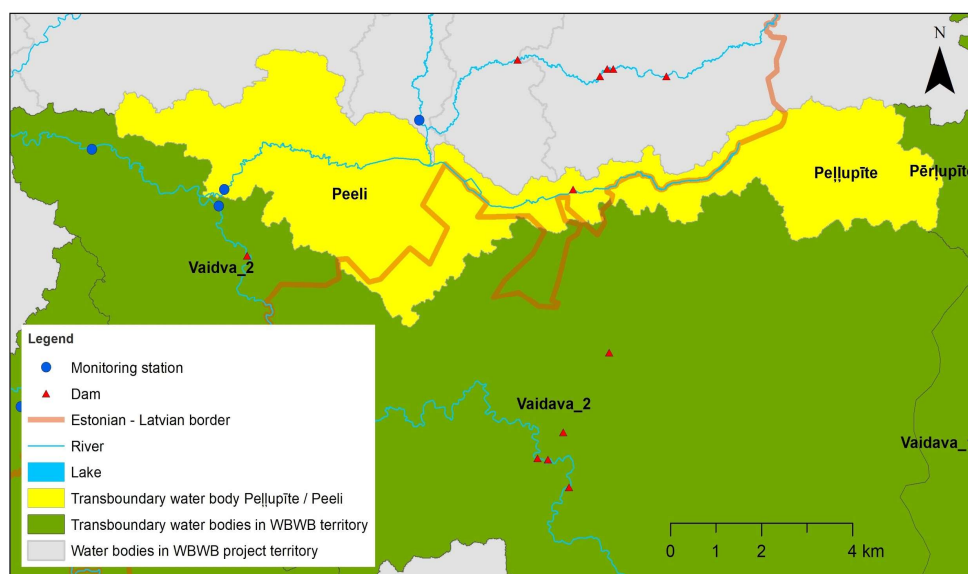 N
Peeli
Peļļupīte
Pērļupīte
Vaidva_2
Vaidava_2
Vaidava_
Legend
Monitoring station
Dam
Estonian - Latvian border
River
Lake
Transboundary water body Peļļupīte / Peeli
Transboundary water bodies in WBWB territory
Water bodies in WBWB project territory
0 1 2 4 km